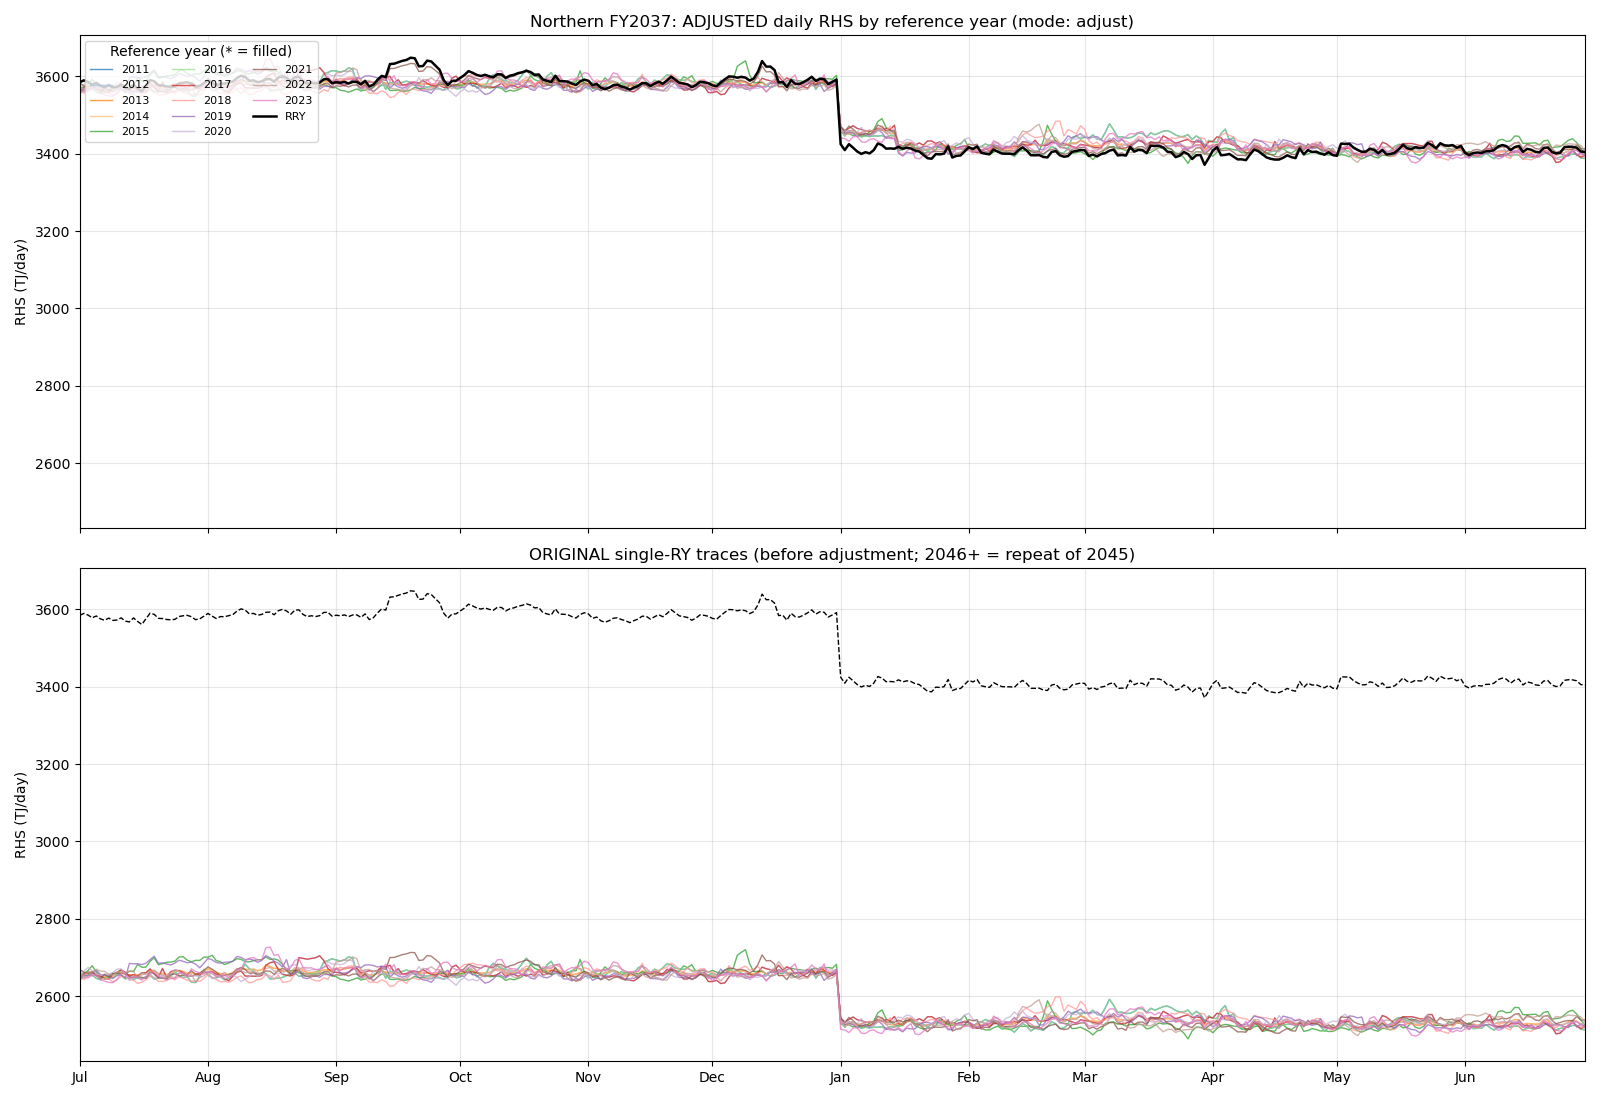 Northern FY2037: ADJUSTED daily RHS by reference year (mode: adjust)
Reference year (* = filled)
2011 2016 2021
2012 2017 2022
2013 2018 2023
2014 2019 RRY
2015 2020
RHS (TJ/day)
3600
3400
3200
3000
2800
2600
ORIGINAL single-RY traces (before adjustment; 2046+ = repeat of 2045)
RHS (TJ/day)
3600
3400
3200
3000
2800
2600
Jul Aug Sep Oct Nov Dec Jan Feb Mar Apr May Jun